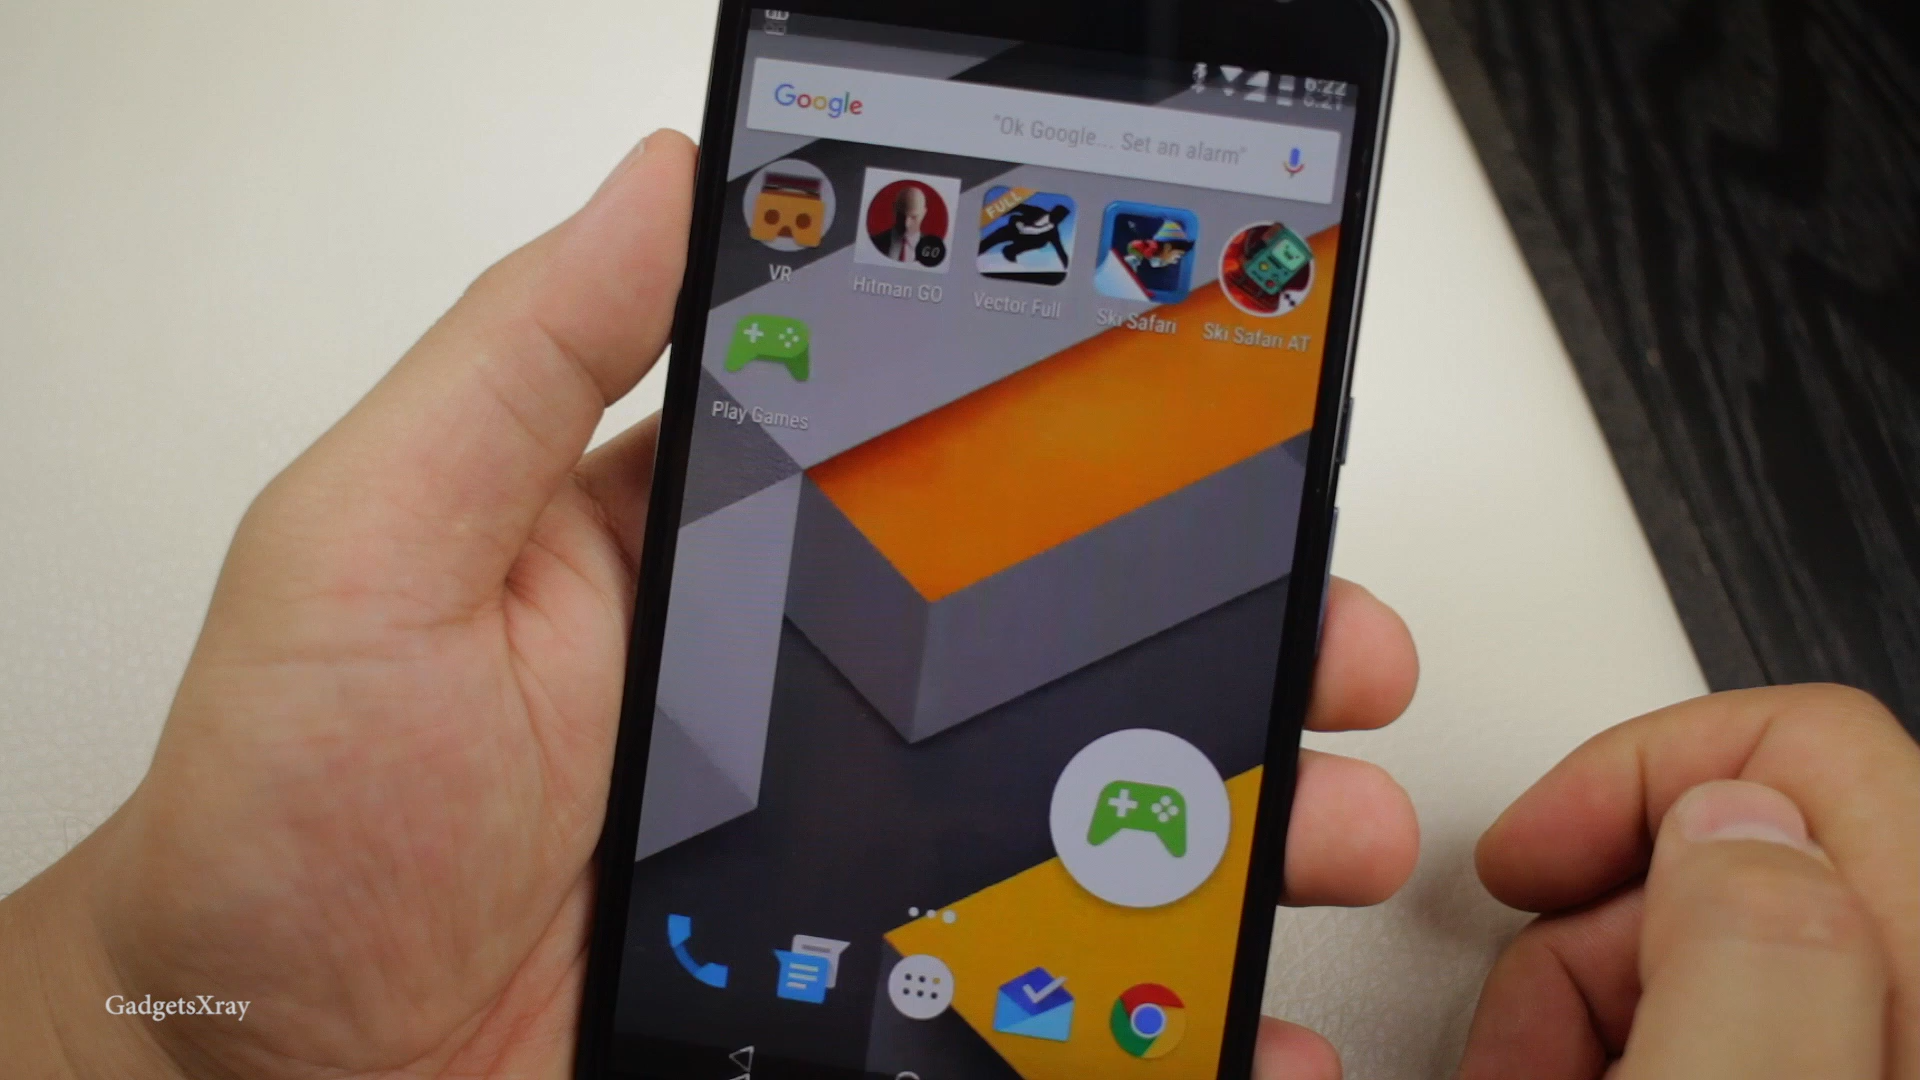 Google
"Ok Google... Set an alarm"
FULL
GO
VR
Hitman GO
Vector Full
Ski Safari
Ski Safari AT
Play Games
GadgetsXray